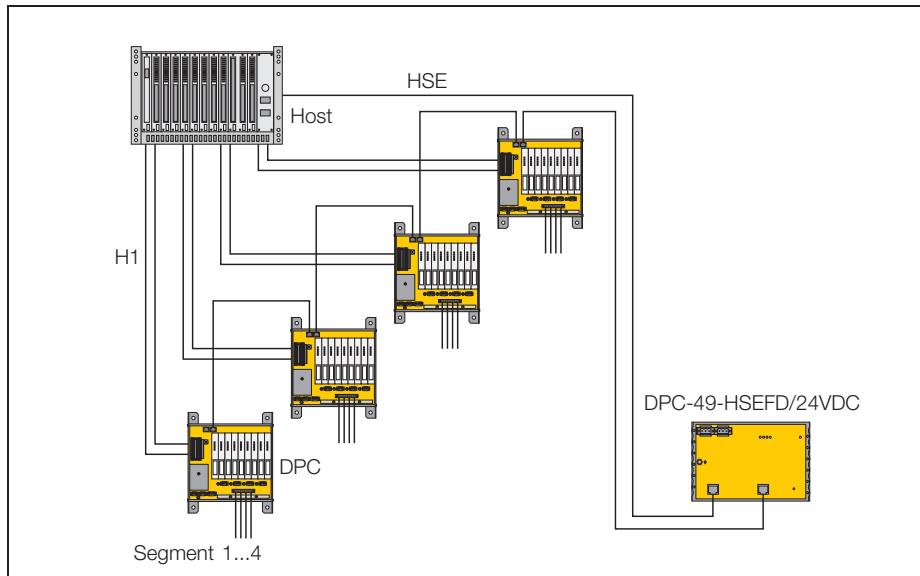 HSE
Host
H1
DPC-49-HSEFD/24VDC
DPC
Segment 1...4